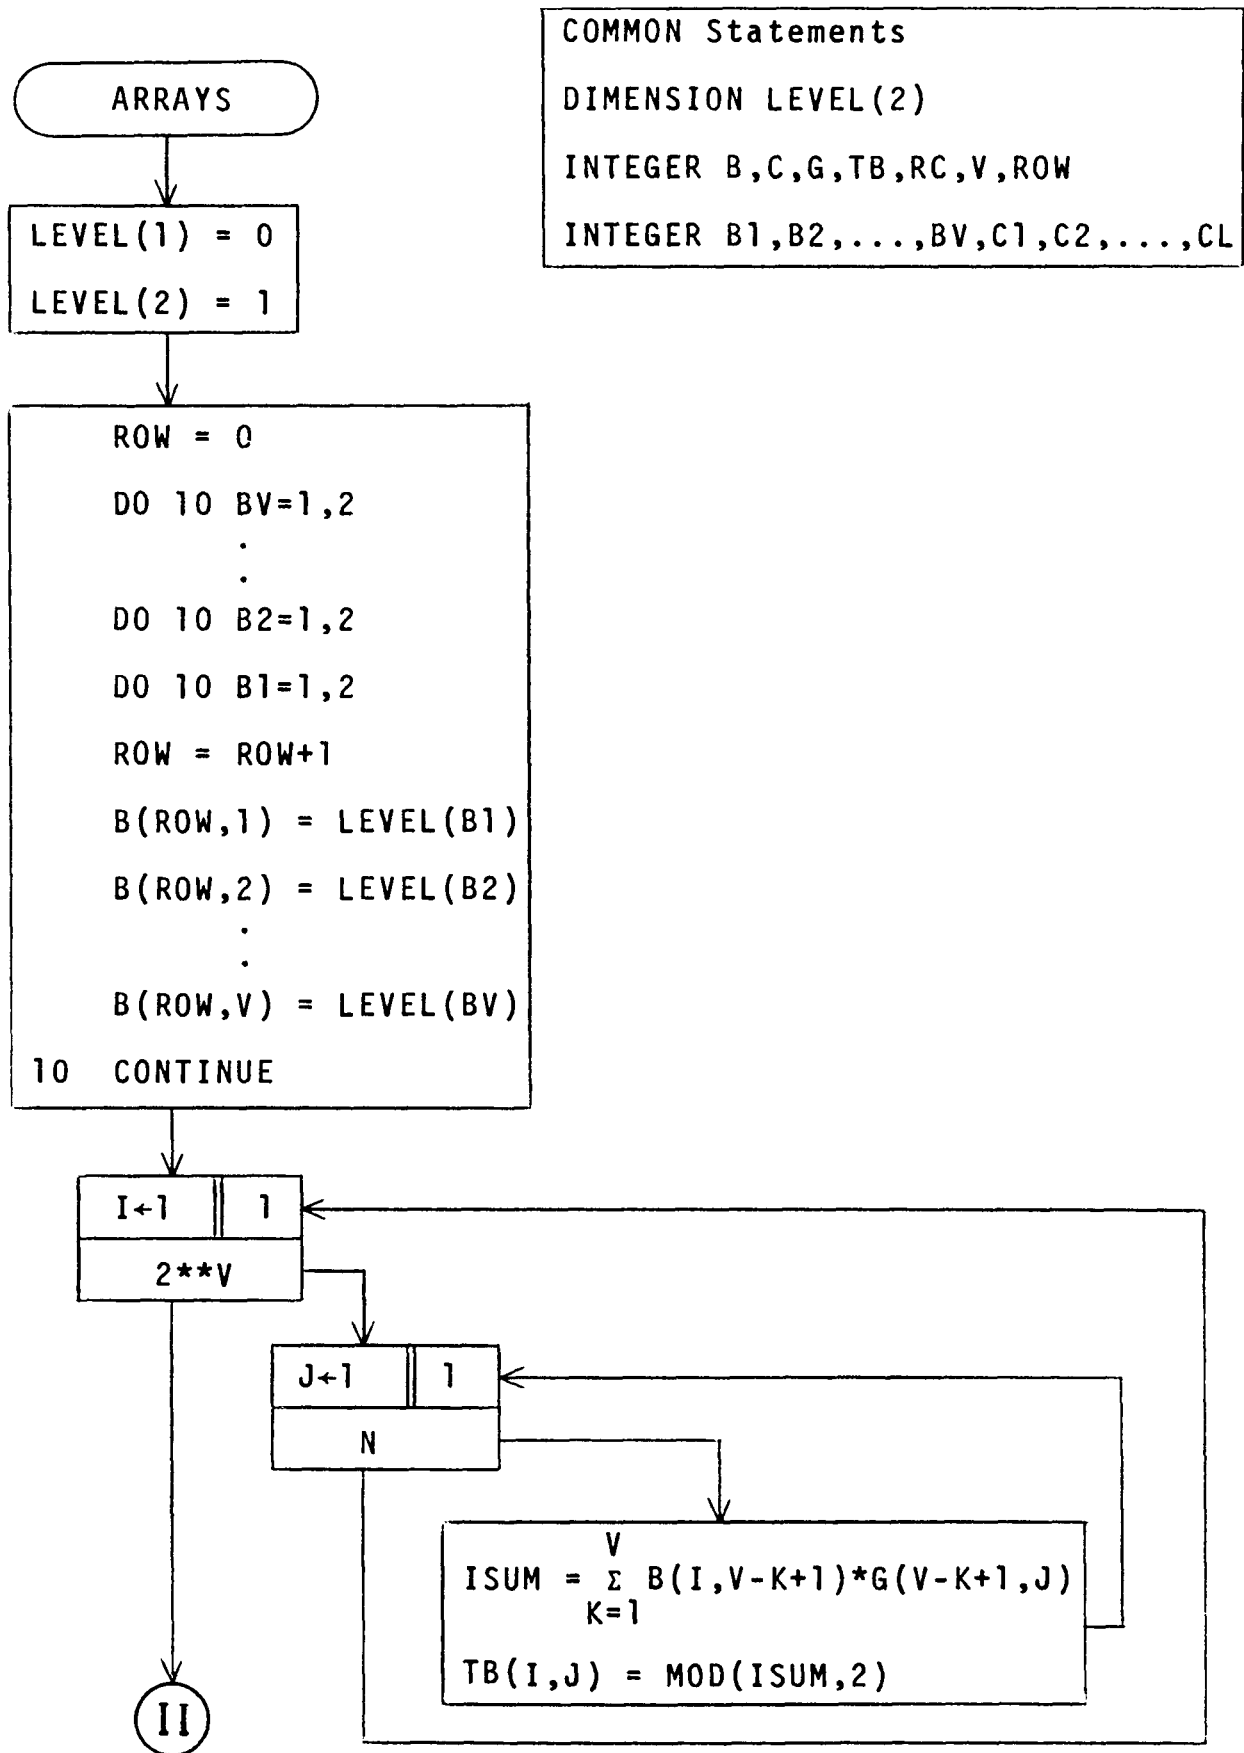 COMMON Statements
DIMENSION LEVEL(2)
INTEGER B,C,G,TB,RC,V,ROW
INTEGER B1,B2,....,BV,C1,C2,....,CL
ARRAYS
LEVEL(1) = 0
LEVEL(2) = 1
ROW = 0
DO 10 BV=1,2
.
.
DO 10 B2=1,2
DO 10 B1=1,2
ROW = ROW+1
B(ROW,1) = LEVEL(B1)
B(ROW,2) = LEVEL(B2)
.
.
B(ROW,V) = LEVEL(BV)
10 CONTINUE
I←1 1
2**V
J←1 1
N
V
ISUM = Σ B(I,V-K+1)*G(V-K+1,J)
K=1
TB(I,J) = MOD(ISUM,2)
II